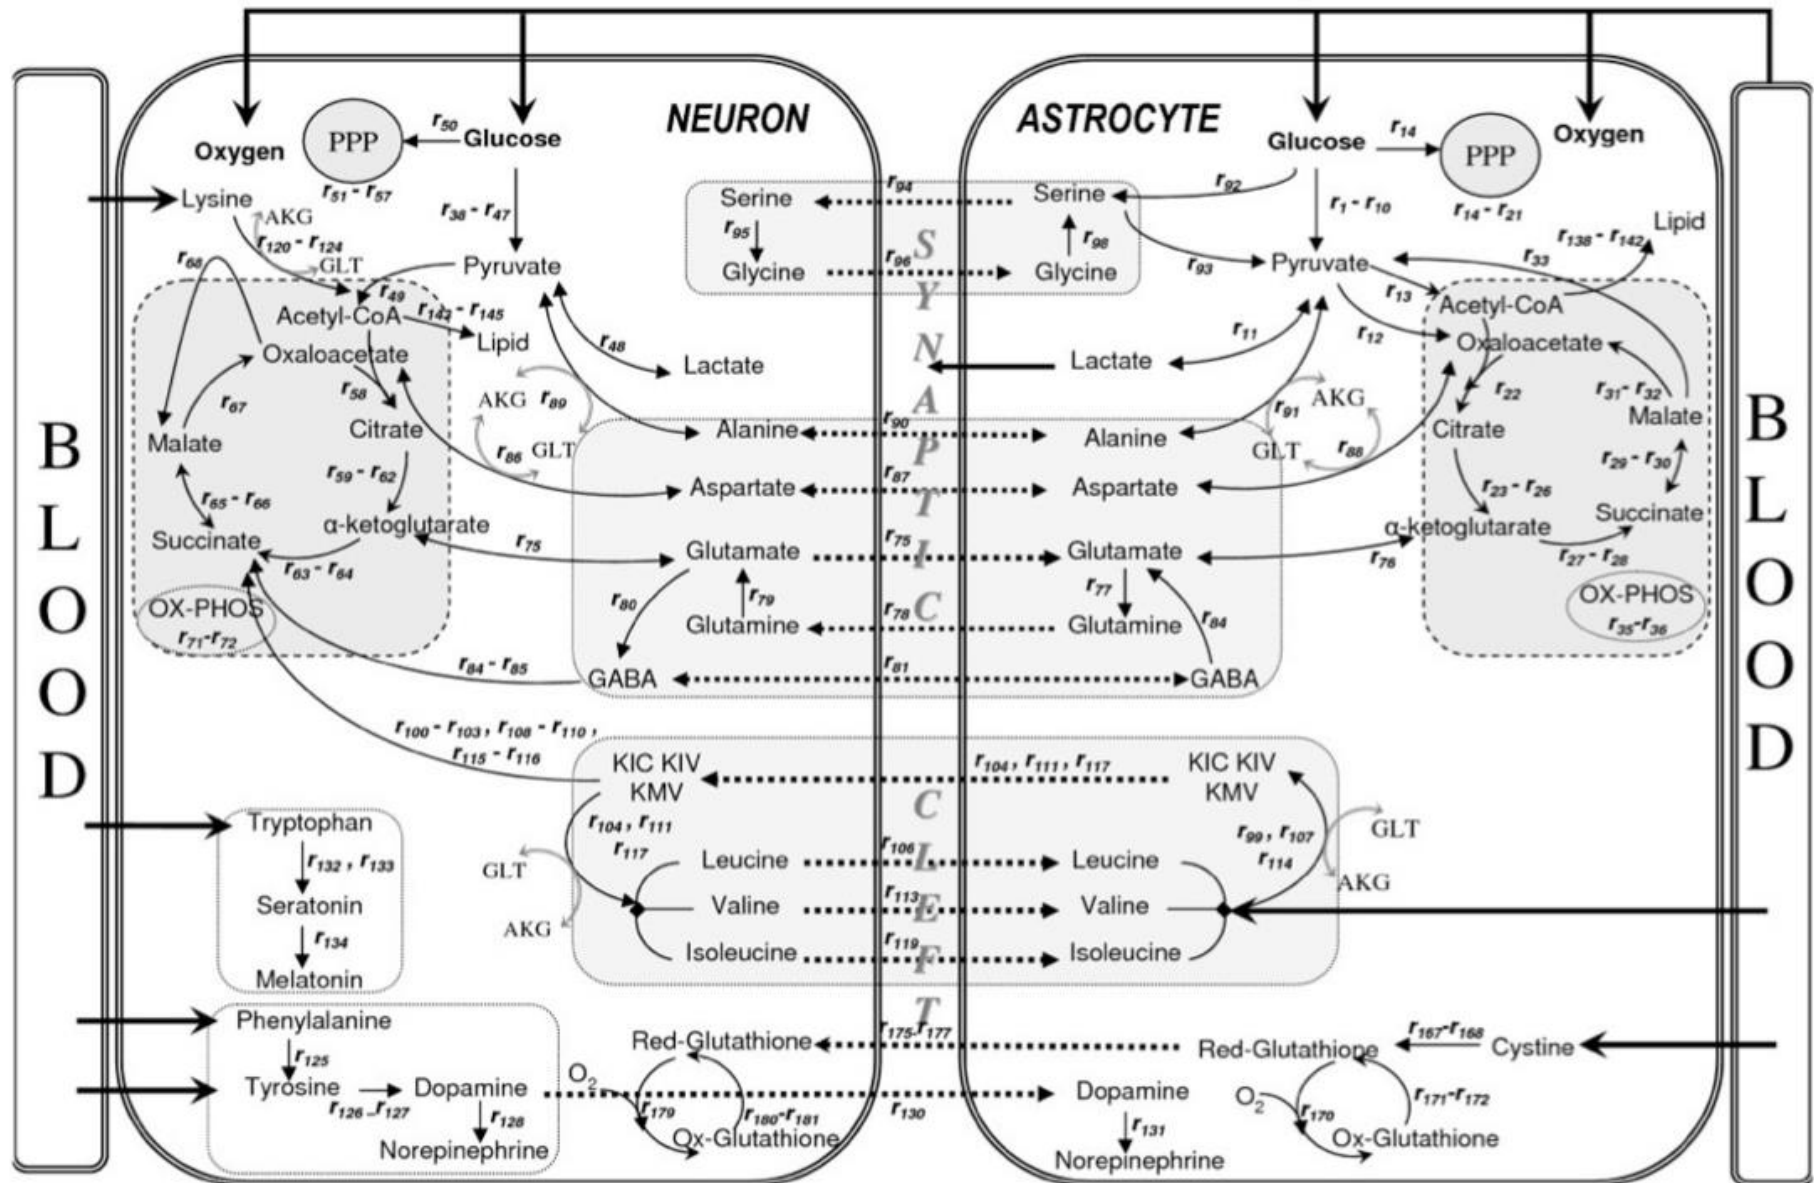 NEURON
ASTROCYTE
BLOOD
BLOOD
SYNAPTIC
CLEFT
Oxygen
PPP
r50
Glucose
r51 - r57
Lysine
AKG
r120 - r124
GLT
r38 - r47
Pyruvate
r68
r49
Acetyl-CoA
r142 - r145
Lipid
Oxaloacetate
r58
r67
Malate
Citrate
r59 - r62
r65 - r66
α-ketoglutarate
Succinate
r63 - r64
OX-PHOS
r71-r72
r48
Lactate
AKG
r89
GLT
r86
r75
Serine
r94
Serine
r95
r98
Glycine
r96
Glycine
Alanine
r90
Alanine
Aspartate
r87
Aspartate
Glutamate
r75
Glutamate
r80
r79
r77
r84
Glutamine
r78
Glutamine
r84 - r85
GABA
r81
GABA
Glucose
r14
PPP
Oxygen
r92
r1 - r10
r14 - r21
Lipid
r138 - r142
r33
r93
Pyruvate
r13
Acetyl-CoA
r11
r12
Oxaloacetate
Lactate
r22
r31- r32
Malate
r91
AKG
GLT
r88
Citrate
r29 - r30
r23 - r26
Succinate
α-ketoglutarate
r76
r27 - r28
OX-PHOS
r35-r36
r100 - r103 , r108 - r110 ,
r115 - r116
KIC KIV
KMV
r104 , r111 , r117
KIC KIV
KMV
r104 , r111
r117
GLT
AKG
r99 , r107
r114
GLT
AKG
Leucine
r106
Leucine
Valine
r113
Valine
Isoleucine
r119
Isoleucine
Tryptophan
r132 , r133
Seratonin
r134
Melatonin
Phenylalanine
r125
Tyrosine
r126 - r127
Dopamine
r128
Norepinephrine
Red-Glutathione
r175-r177
Red-Glutathione
r167-r168
Cystine
O2
r179
r180-r181
Ox-Glutathione
r130
Dopamine
r131
Norepinephrine
O2
r170
r171-r172
Ox-Glutathione